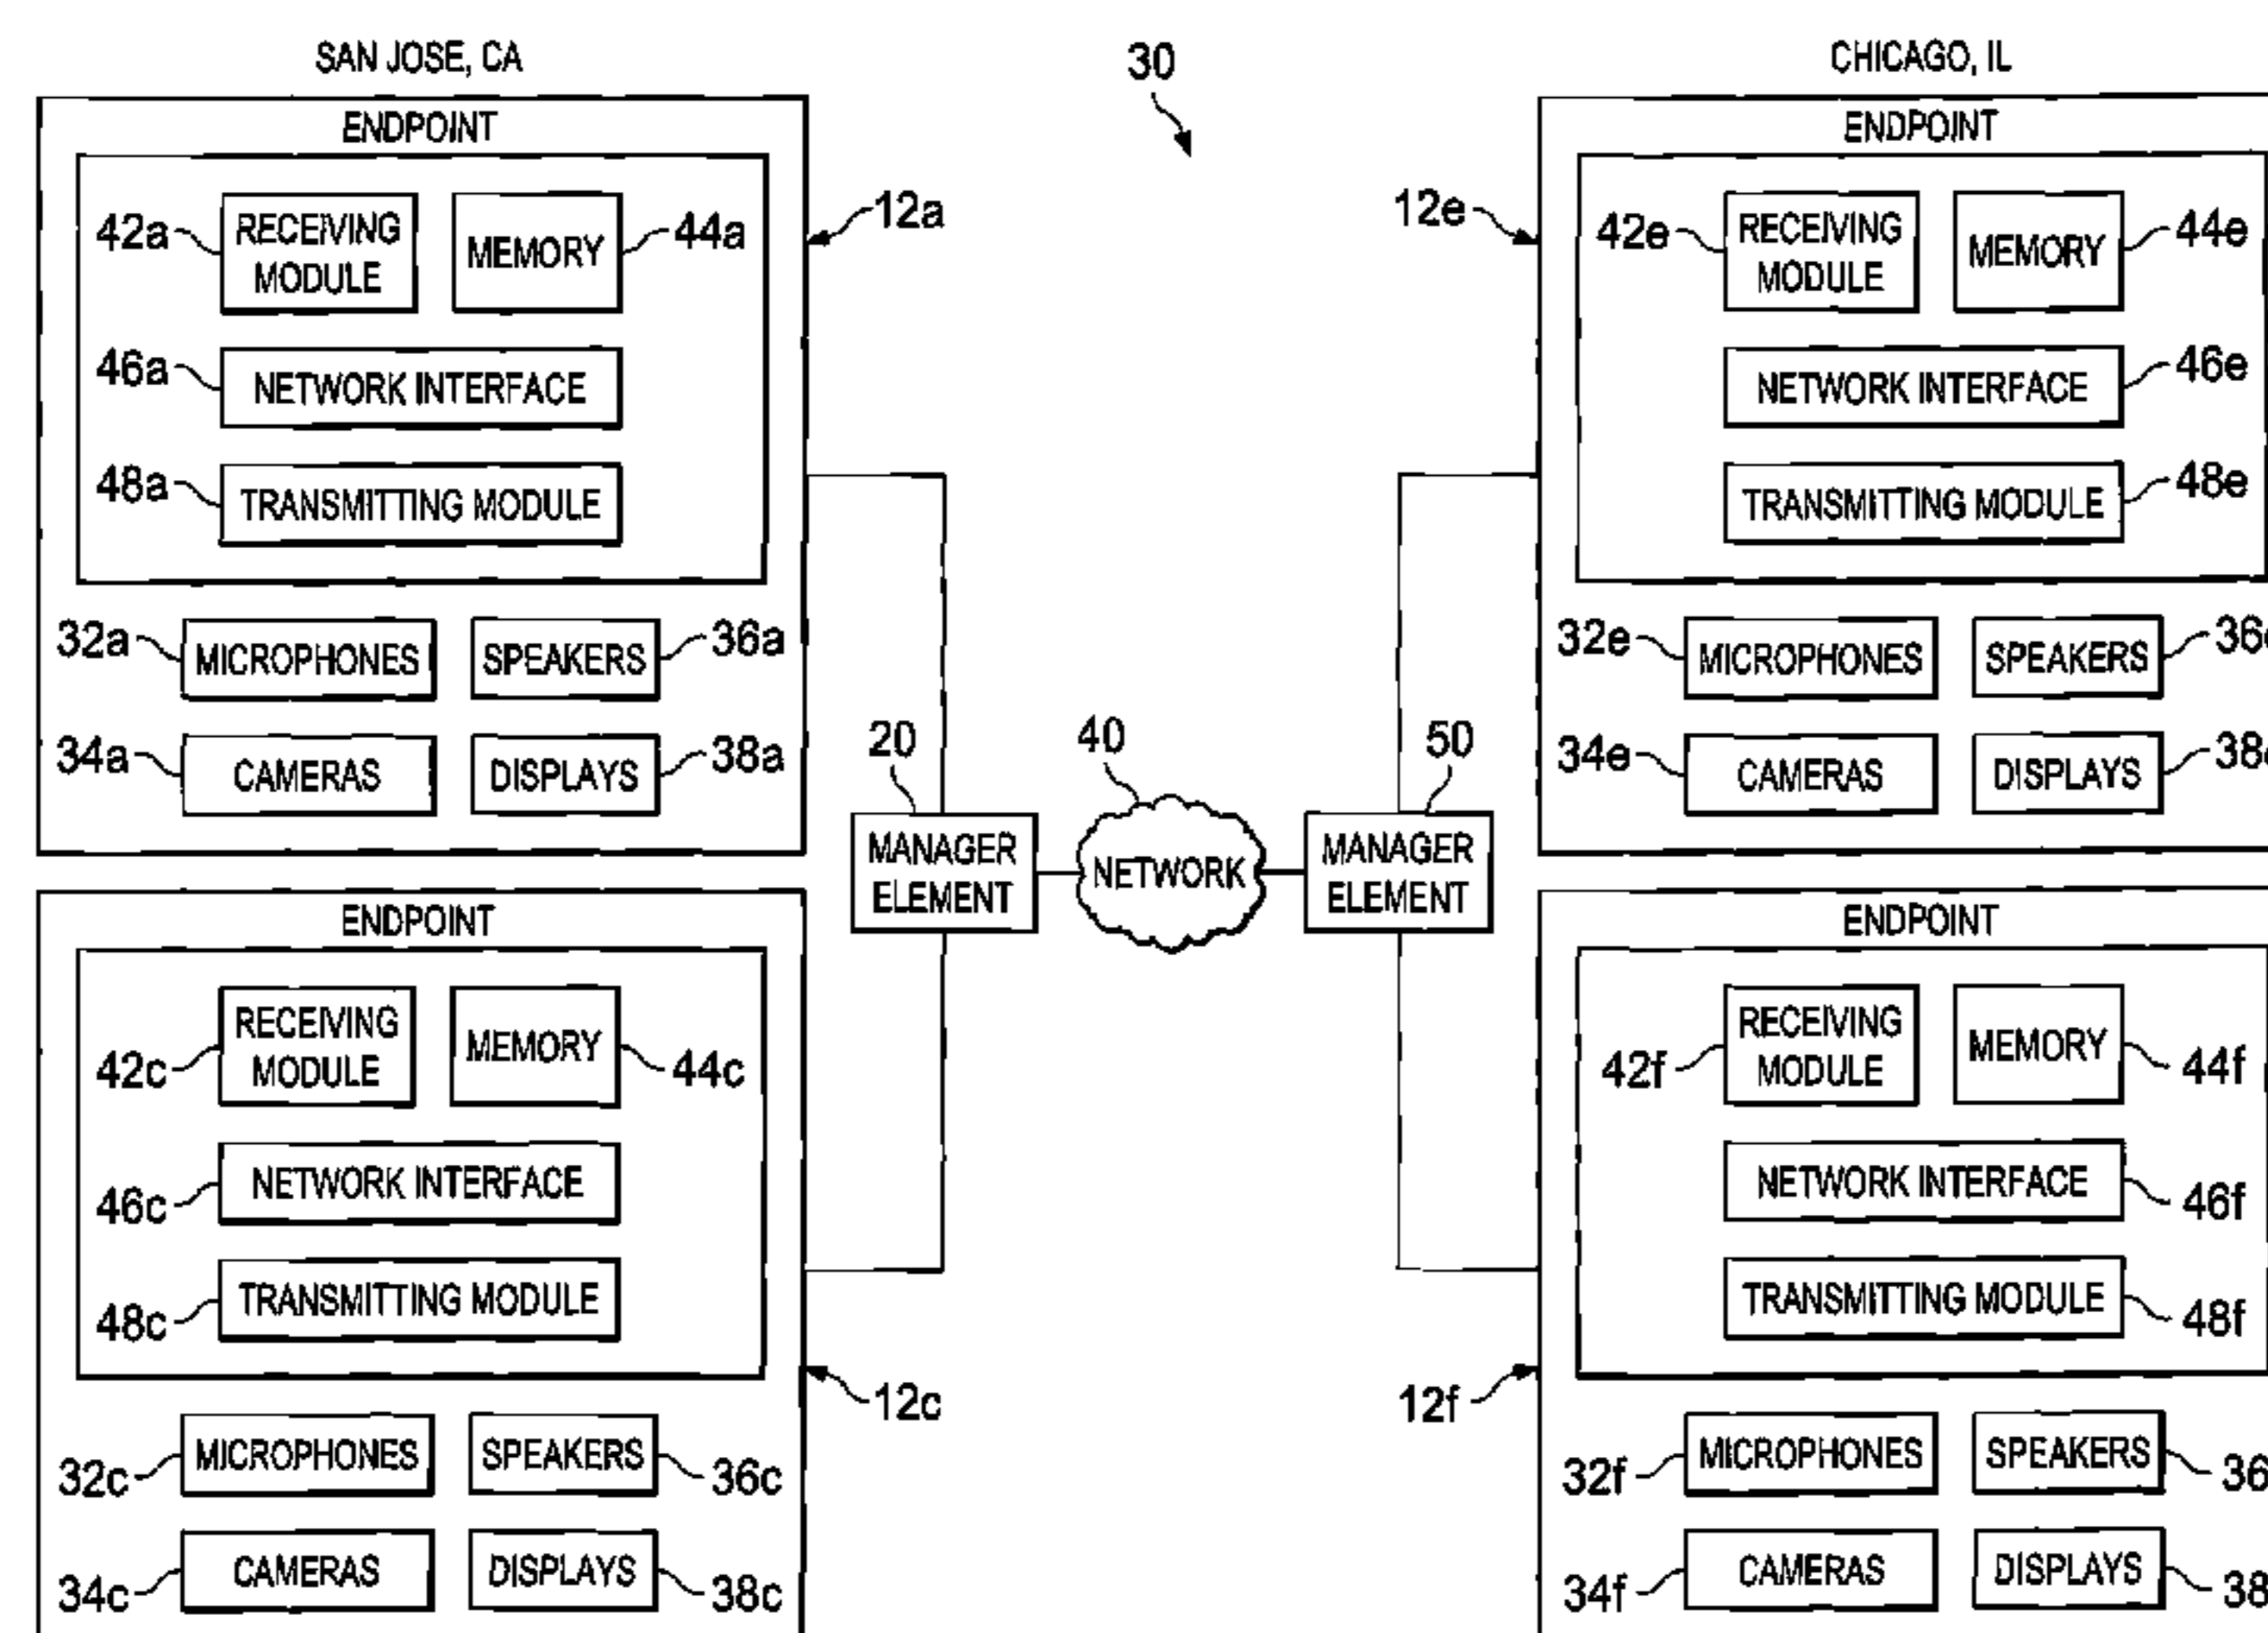 SAN JOSE, CA
30
CHICAGO, IL
ENDPOINT
42a
RECEIVING
MODULE
MEMORY
44a
12a
46a
NETWORK INTERFACE
48a
TRANSMITTING MODULE
32a
MICROPHONES
SPEAKERS
36a
34a
CAMERAS
DISPLAYS
38a
ENDPOINT
12e
42e
RECEIVING
MODULE
MEMORY
44e
NETWORK INTERFACE
46e
TRANSMITTING MODULE
48e
32e
MICROPHONES
SPEAKERS
34e
CAMERAS
DISPLAYS
20
MANAGER
ELEMENT
40
NETWORK
50
MANAGER
ELEMENT
ENDPOINT
42c
RECEIVING
MODULE
MEMORY
44c
46c
NETWORK INTERFACE
48c
TRANSMITTING MODULE
12c
32c
MICROPHONES
SPEAKERS
36c
34c
CAMERAS
DISPLAYS
38c
ENDPOINT
42f
RECEIVING
MODULE
MEMORY
44f
NETWORK INTERFACE
46f
TRANSMITTING MODULE
48f
12f
32f
MICROPHONES
SPEAKERS
36
34f
CAMERAS
DISPLAYS
38